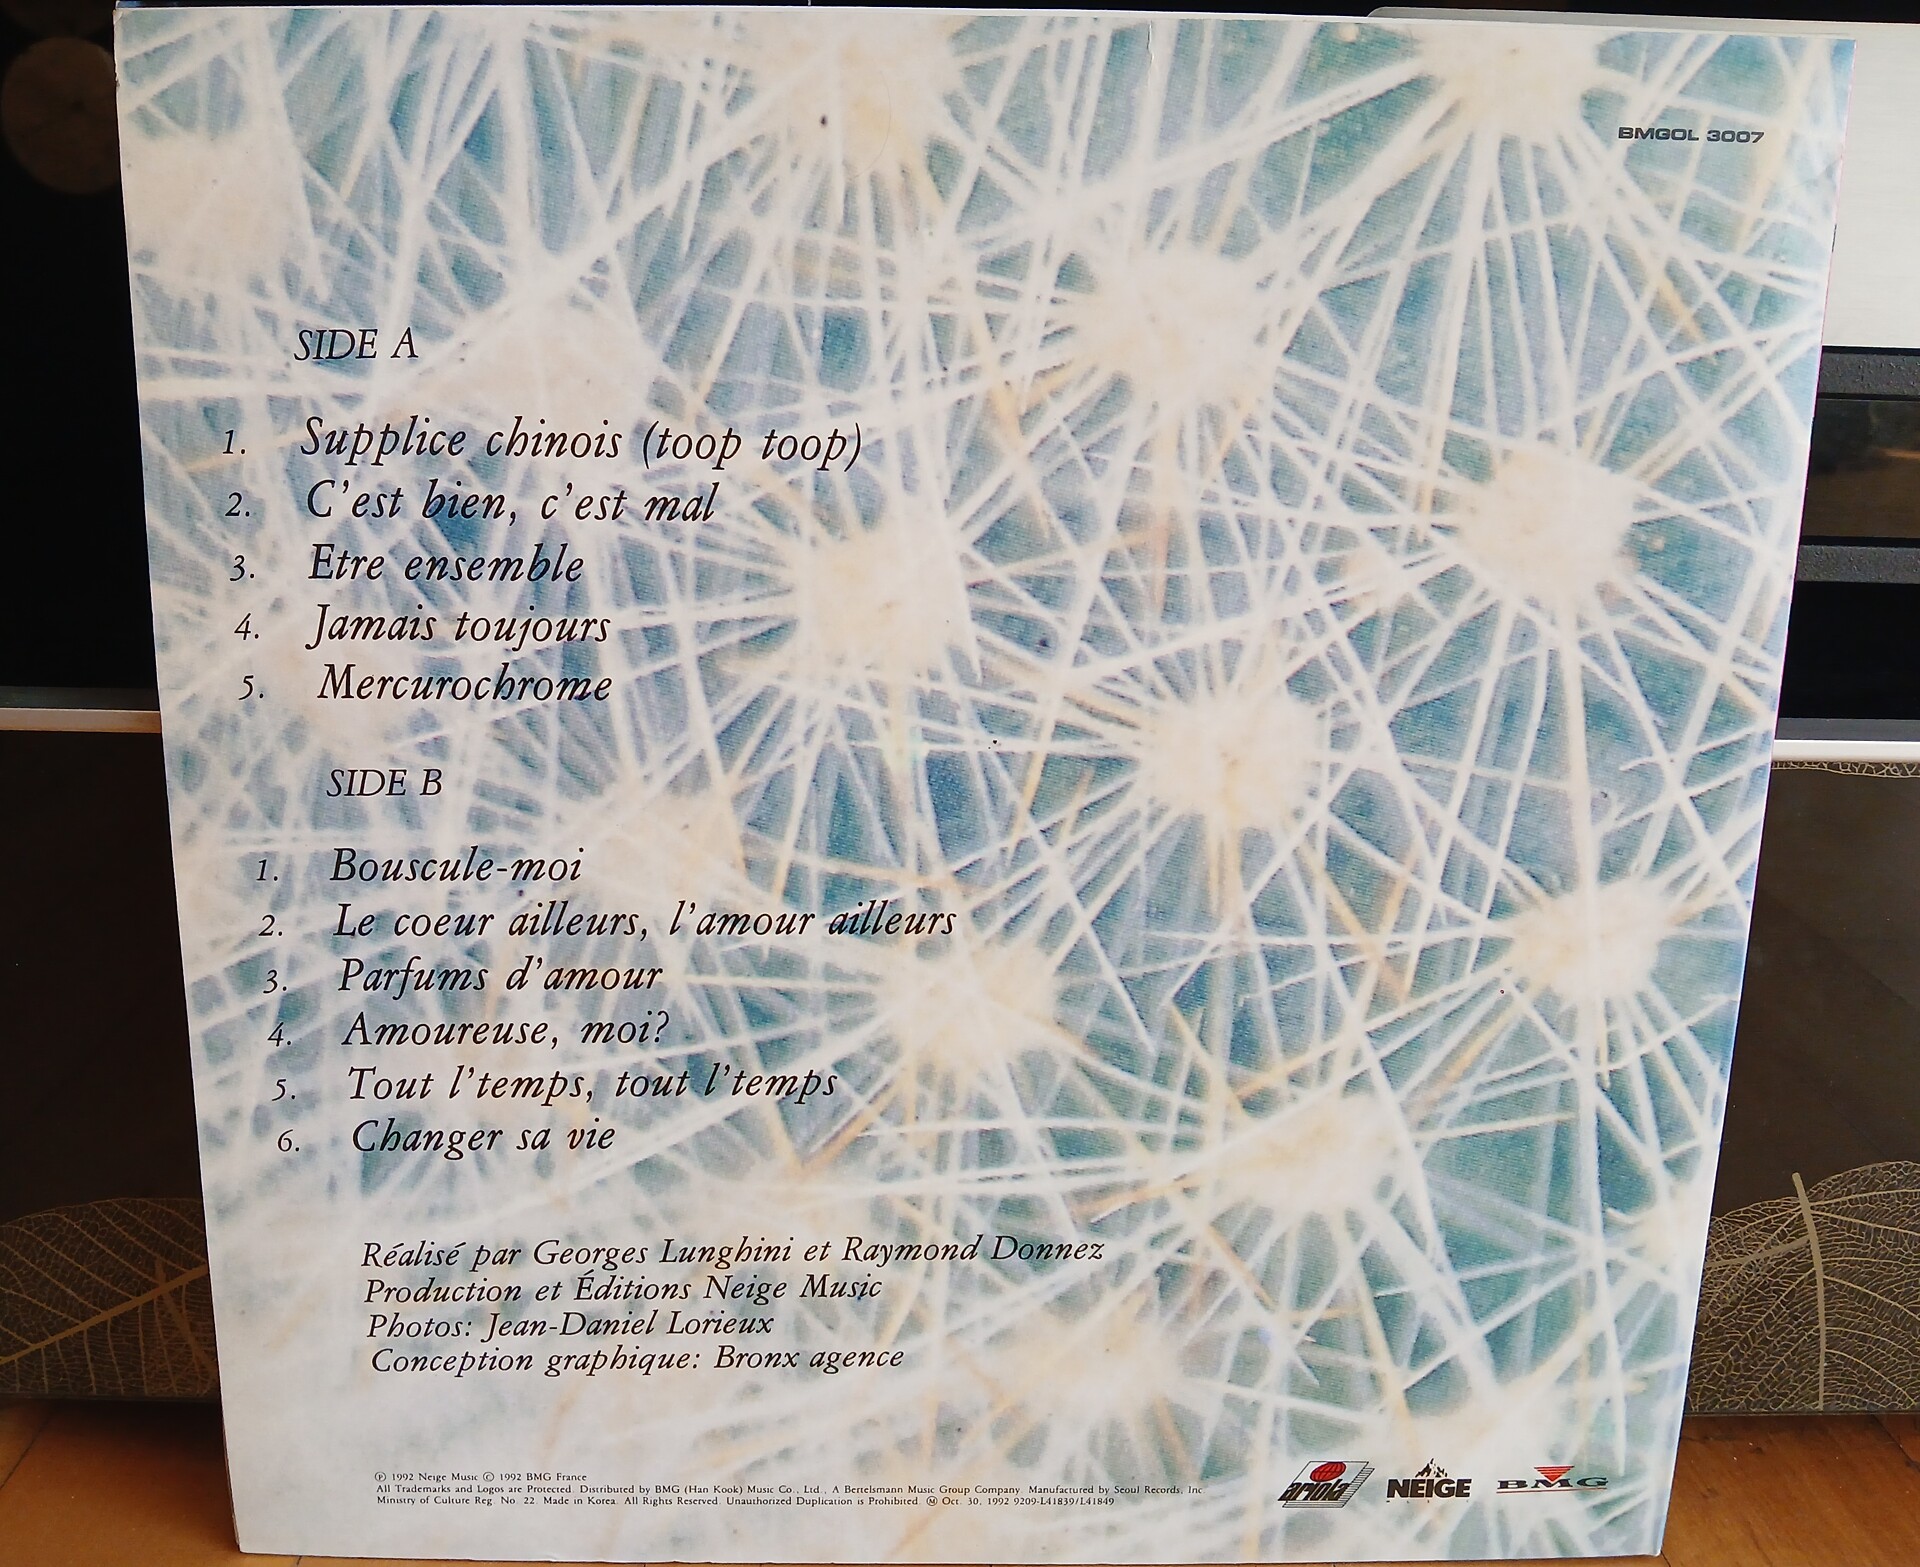 BMGOL 3007
SIDE A
1. Supplice chinois (toop toop)
2. C'est bien, c'est mal
3. Etre ensemble
4. Jamais toujours
5. Mercurochrome
SIDE B
1. Bouscule-moi
2. Le coeur ailleurs, l'amour ailleurs
3. Parfums d'amour
4. Amoureuse, moi?
5. Tout l'temps, tout l'temps
6. Changer sa vie
Réalisé par Georges Lunghini et Raymond Donnez
Production et Éditions Neige Music
Photos: Jean-Daniel Lorieux
Conception graphique: Bronx agence
℗ 1992 Neige Music © 1992 BMG France
All Trademarks and Logos are Protected. Distributed by BMG (Han Kook) Music Co., Ltd., A Bertelsmann Music Group Company. Manufactured by Seoul Records, Inc.
Ministry of Culture Reg. No. 22. Made in Korea. All Rights Reserved. Unauthorized Duplication is Prohibited. Ⓜ Oct. 30. 1992 9209-L41839/L41849
ariola NEIGE BMG